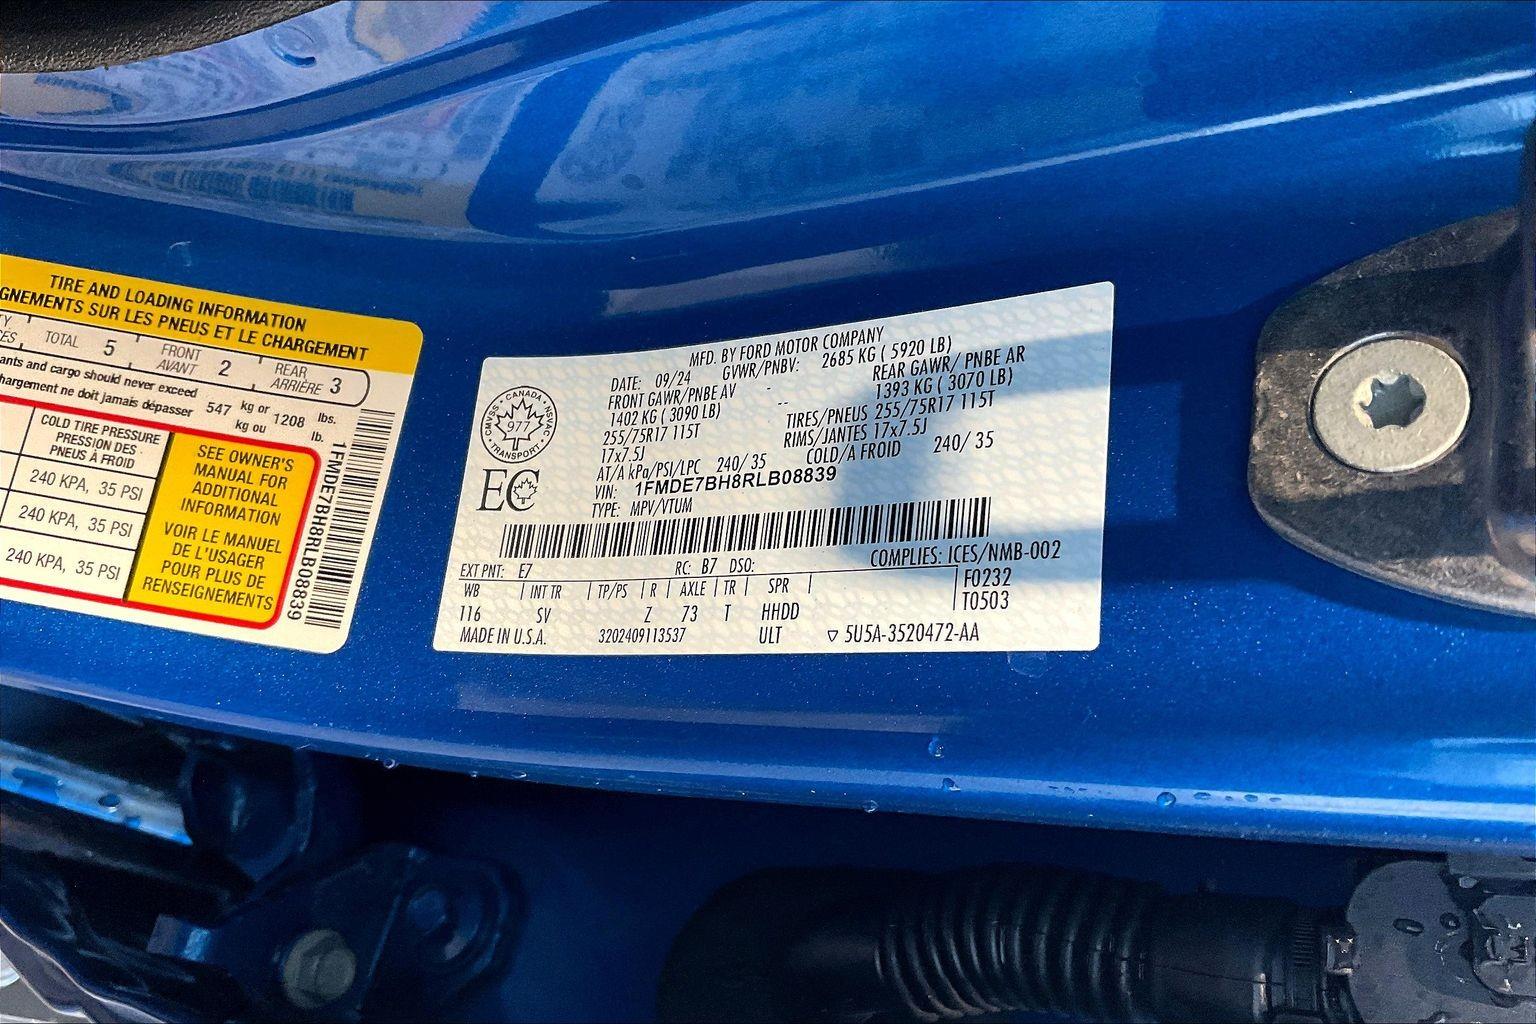 TIRE AND LOADING INFORMATION
GNEMENTS SUR LES PNEUS ET LE CHARGEMENT
TOTAL 5 FRONT AVANT 2 REAR ARRIÈRE 3
ants and cargo should never exceed 547 kg or 1208 lbs.
hargement ne doit jamais dépasser kg ou lb.
COLD TIRE PRESSURE
PRESSION DES
PNEUS À FROID
240 KPA, 35 PSI
240 KPA, 35 PSI
240 KPA, 35 PSI
SEE OWNER'S
MANUAL FOR
ADDITIONAL
INFORMATION
VOIR LE MANUEL
DE L'USAGER
POUR PLUS DE
RENSEIGNEMENTS
1FMDE7BH8RLB08839
MFD. BY FORD MOTOR COMPANY
DATE: 09/24 GVWR/PNBV: 2685 KG ( 5920 LB)
FRONT GAWR/PNBE AV - REAR GAWR/ PNBE AR
1402 KG ( 3090 LB) -- 1393 KG ( 3070 LB)
255/75R17 115T TIRES/PNEUS 255/75R17 115T
17x7.5J RIMS/JANTES 17x7.5J
AT/A kPa/PSI/LPC 240/ 35 COLD/A FROID 240/ 35
VIN: 1FMDE7BH8RLB08839
TYPE: MPV/VTUM
CMVSS • CANADA • NSVAC • TRANSPORT •
977
EC
EXT PNT: E7 RC: B7 DSO: COMPLIES: ICES/NMB-002
WB INT TR TP/PS R AXLE TR SPR F0232
116 SV Z 73 T HHDD T0503
MADE IN U.S.A. 3202409113537 ULT ▽ 5U5A-3520472-AA